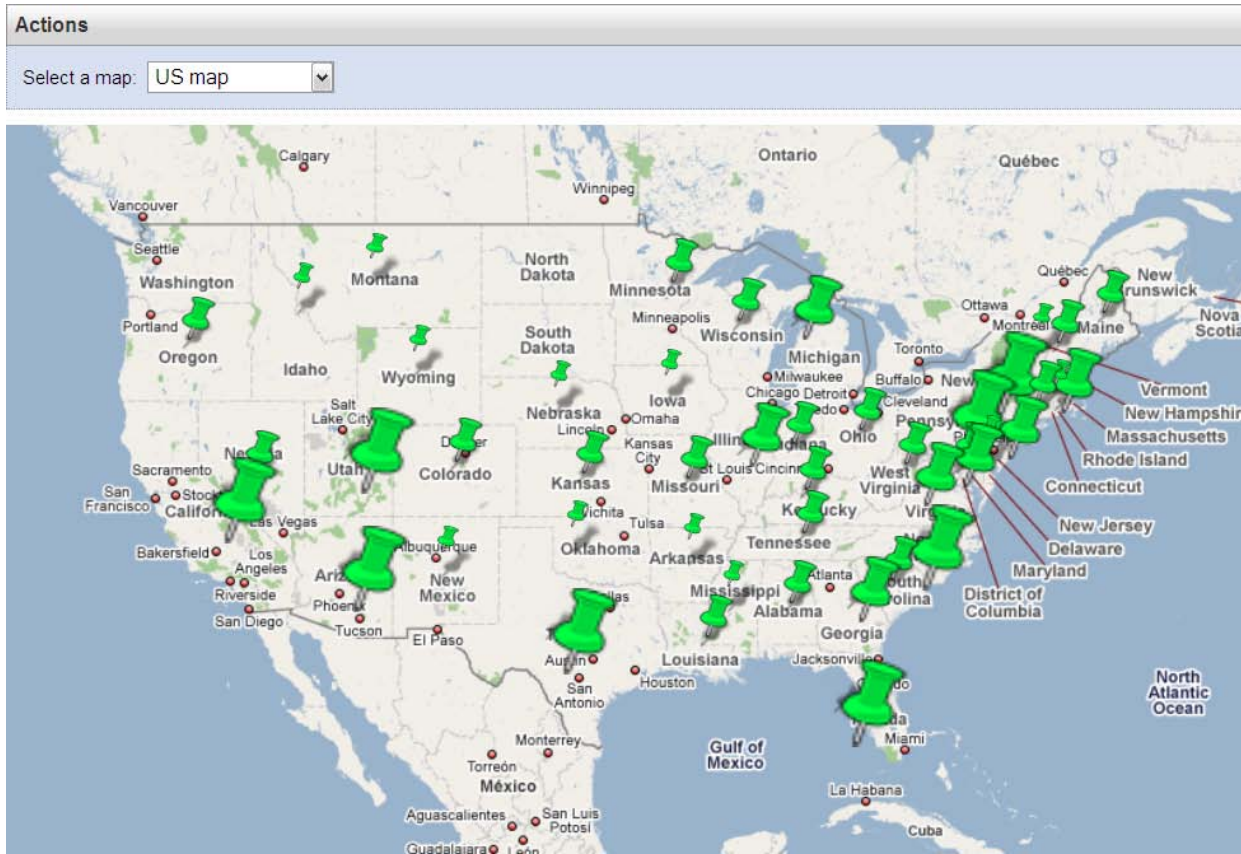 Actions
Select a map: US map
Calgary
Ontario
Québec
Winnipeg
Vancouver
Seattle
Washington
Montana
North
Dakota
Minnesota
Québec
New
Ottawa
Montreal
Maine
Nova
Portland
Oregon
Minneapolis
Wisconsin
Michigan
Toronto
Idaho
Wyoming
South
Dakota
Iowa
Milwaukee
Buffalo
Vermont
Chicago
Detroit
Cleveland
New Hampshire
Salt
Lake City
Nebraska
Omaha
Lincoln
Ohio
Massachusetts
Rhode Island
Sacramento
Utah
Colorado
Kansas
City
Kansas
Missouri
St Louis
West
Virginia
Connecticut
San
Francisco
Las Vegas
Wichita
Tulsa
Kentucky
New Jersey
Bakersfield
Los
Angeles
Albuquerque
Oklahoma
Arkansas
Tennessee
Delaware
Maryland
Riverside
Phoenix
New
Mexico
Mississippi
Alabama
Atlanta
District of
Columbia
San Diego
Tucson
El Paso
Georgia
Austin
Louisiana
Jacksonville
San
Antonio
Houston
North
Atlantic
Ocean
Monterrey
Gulf of
Mexico
Miami
Torreón
México
La Habana
Aguascalientes
San Luis
Potosí
Cuba
Guadalajara
León